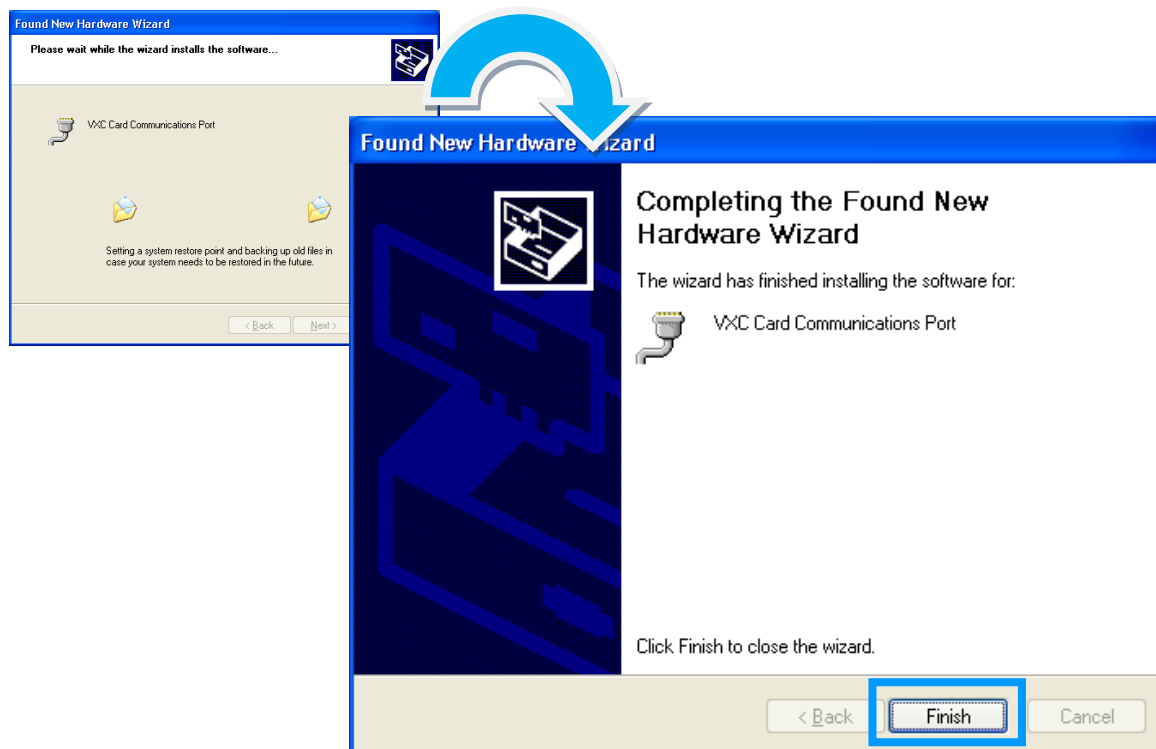 Found New Hardware Wizard
Please wait while the wizard installs the software...
VXC Card Communications Port
Setting a system restore point and backing up old files in
case your system needs to be restored in the future.
< Back
Next >
Found New Hardware Wizard
Completing the Found New
Hardware Wizard
The wizard has finished installing the software for:
VXC Card Communications Port
Click Finish to close the wizard.
< Back
Finish
Cancel